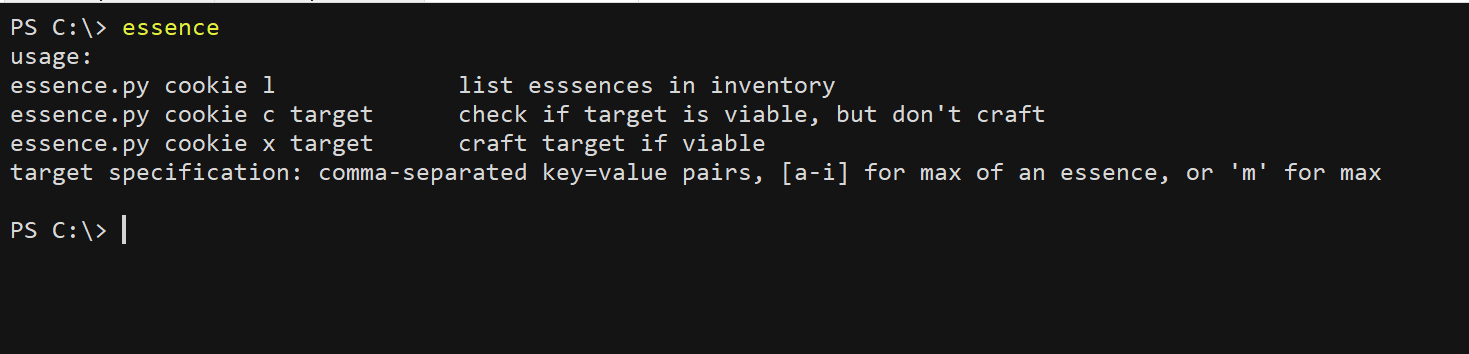 PS C:\> essence
usage:
essence.py cookie l list esssences in inventory
essence.py cookie c target check if target is viable, but don't craft
essence.py cookie x target craft target if viable
target specification: comma-separated key=value pairs, [a-i] for max of an essence, or 'm' for max
PS C:\>